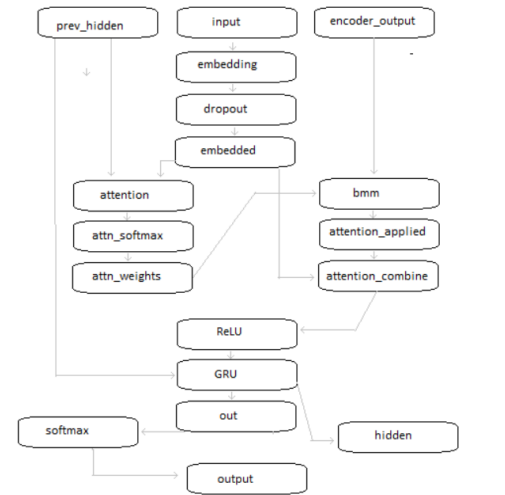 prev_hidden
input
encoder_output
embedding
dropout
embedded
attention
bmm
attn_softmax
attention_applied
attn_weights
attention_combine
ReLU
GRU
out
softmax
hidden
output